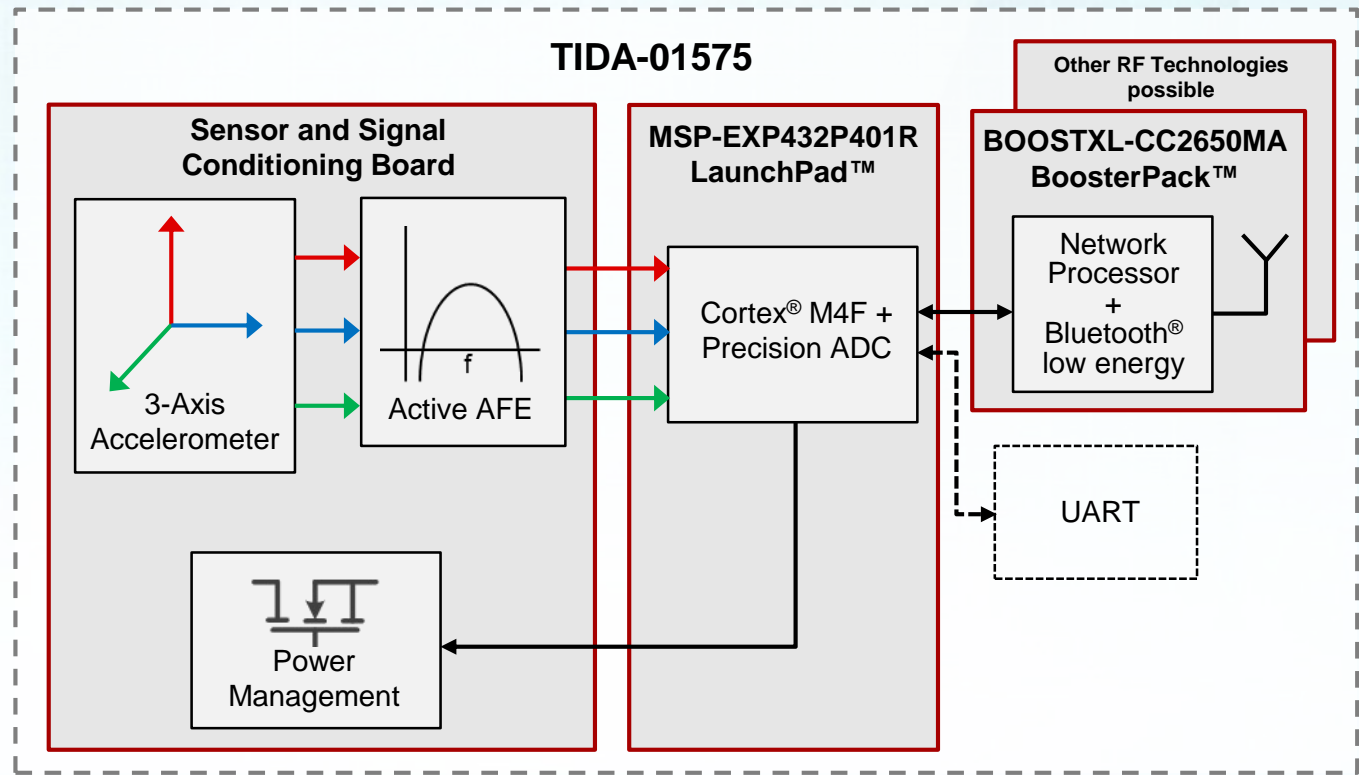 TIDA-01575
Other RF Technologies
possible
Sensor and Signal
Conditioning Board
MSP-EXP432P401R
LaunchPad™
BOOSTXL-CC2650MA
BoosterPack™
3-Axis
Accelerometer
f
Active AFE
Cortex® M4F +
Precision ADC
Network
Processor
+
Bluetooth®
low energy
UART
Power
Management